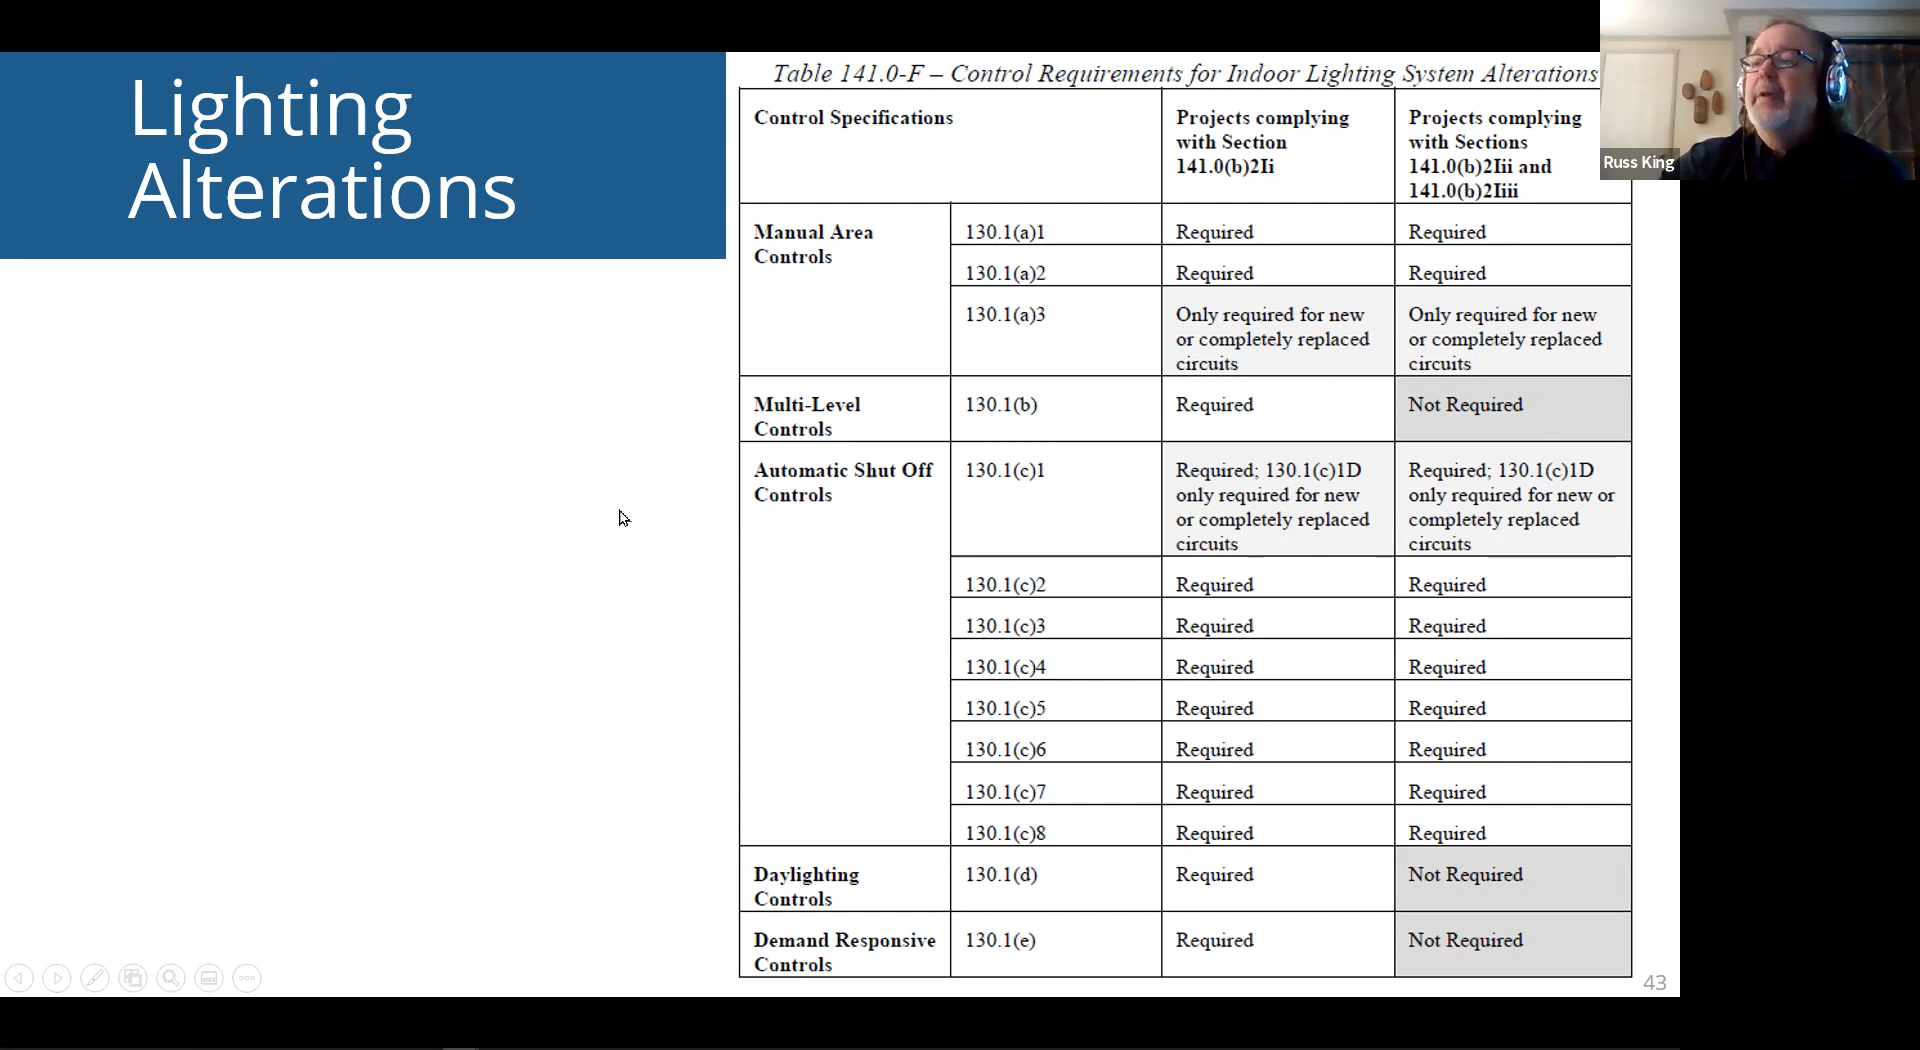 Lighting
Alterations
Table 141.0-F – Control Requirements for Indoor Lighting System Alterations
Control Specifications
Projects complying
with Section
141.0(b)2Ii
Projects complying
with Sections
141.0(b)2Iii and
141.0(b)2Iiii
Manual Area
Controls
130.1(a)1
Required
Required
130.1(a)2
Required
Required
130.1(a)3
Only required for new
or completely replaced
circuits
Only required for new
or completely replaced
circuits
Multi-Level
Controls
130.1(b)
Required
Not Required
Automatic Shut Off
Controls
130.1(c)1
Required; 130.1(c)1D
only required for new
or completely replaced
circuits
Required; 130.1(c)1D
only required for new or
completely replaced
circuits
130.1(c)2
Required
Required
130.1(c)3
Required
Required
130.1(c)4
Required
Required
130.1(c)5
Required
Required
130.1(c)6
Required
Required
130.1(c)7
Required
Required
130.1(c)8
Required
Required
Daylighting
Controls
130.1(d)
Required
Not Required
Demand Responsive
Controls
130.1(e)
Required
Not Required
43
Russ King